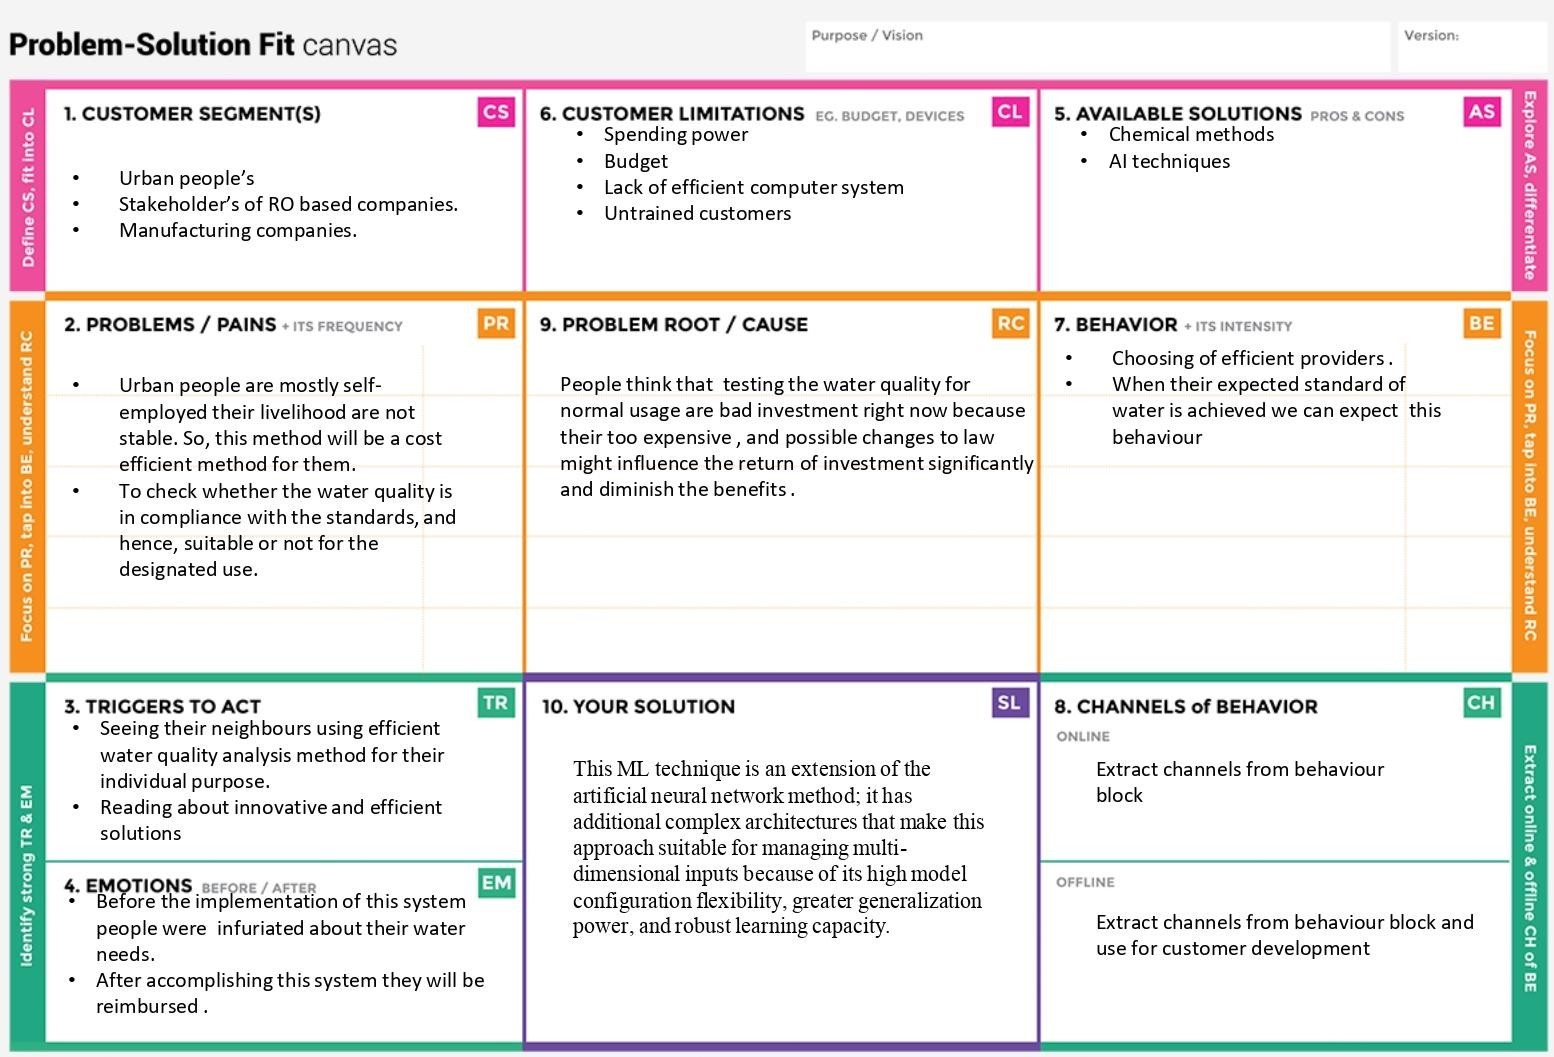 Problem-Solution Fit canvas
Purpose / Vision
Version:
Define CS, fit into CL
1. CUSTOMER SEGMENT(S)
CS
• Urban people’s
• Stakeholder’s of RO based companies.
• Manufacturing companies.
6. CUSTOMER LIMITATIONS EG. BUDGET, DEVICES
CL
• Spending power
• Budget
• Lack of efficient computer system
• Untrained customers
5. AVAILABLE SOLUTIONS PROS & CONS
AS
• Chemical methods
• AI techniques
Explore AS, differentiate
Focus on PR, tap into BE, understand RC
2. PROBLEMS / PAINS + ITS FREQUENCY
PR
• Urban people are mostly self-
employed their livelihood are not
stable. So, this method will be a cost
efficient method for them.
• To check whether the water quality is
in compliance with the standards, and
hence, suitable or not for the
designated use.
9. PROBLEM ROOT / CAUSE
RC
People think that testing the water quality for
normal usage are bad investment right now because
their too expensive , and possible changes to law
might influence the return of investment significantly
and diminish the benefits .
7. BEHAVIOR + ITS INTENSITY
BE
• Choosing of efficient providers .
• When their expected standard of
water is achieved we can expect this
behaviour
Focus on PR, tap into BE, understand RC
Identify strong TR & EM
3. TRIGGERS TO ACT
TR
• Seeing their neighbours using efficient
water quality analysis method for their
individual purpose.
• Reading about innovative and efficient
solutions
4. EMOTIONS BEFORE / AFTER
EM
• Before the implementation of this system
people were infuriated about their water
needs.
• After accomplishing this system they will be
reimbursed .
10. YOUR SOLUTION
SL
This ML technique is an extension of the
artificial neural network method; it has
additional complex architectures that make this
approach suitable for managing multi-
dimensional inputs because of its high model
configuration flexibility, greater generalization
power, and robust learning capacity.
8. CHANNELS of BEHAVIOR
CH
ONLINE
Extract channels from behaviour
block
OFFLINE
Extract channels from behaviour block and
use for customer development
Extract online & offline CH of BE